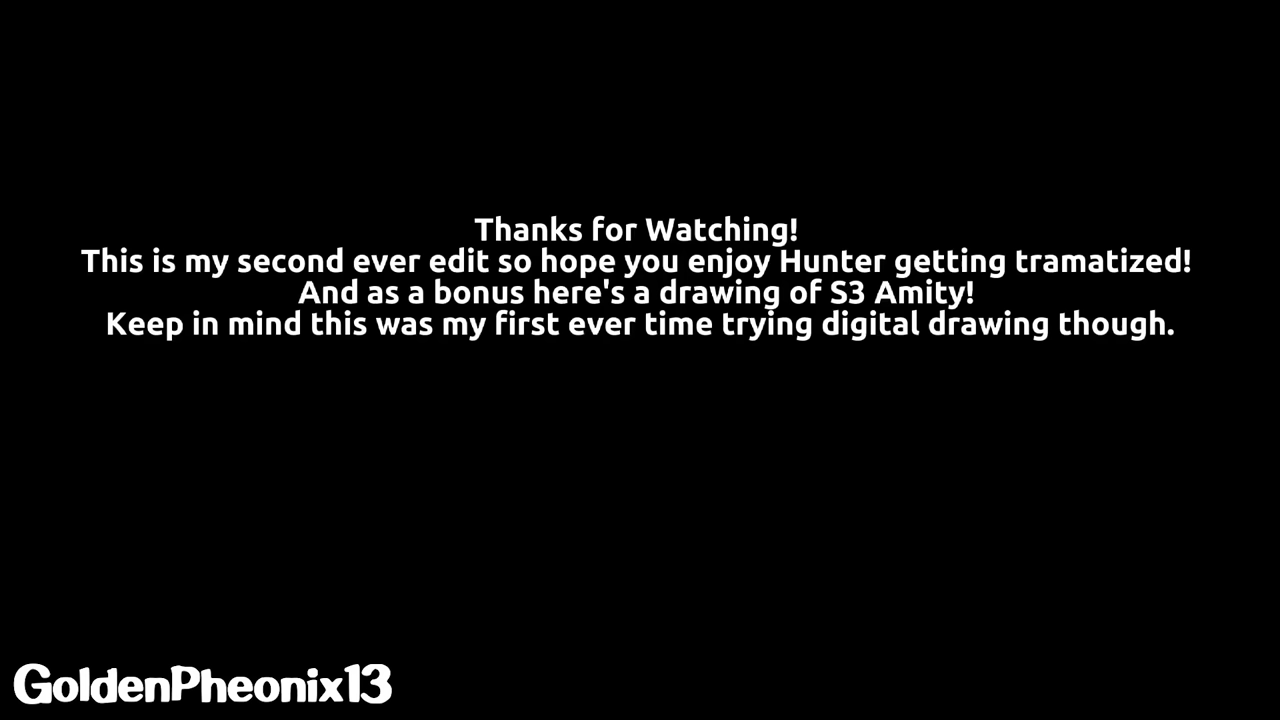 Thanks for Watching!
This is my second ever edit so hope you enjoy Hunter getting tramatized!
And as a bonus here's a drawing of S3 Amity!
Keep in mind this was my first ever time trying digital drawing though.
GoldenPheonix13